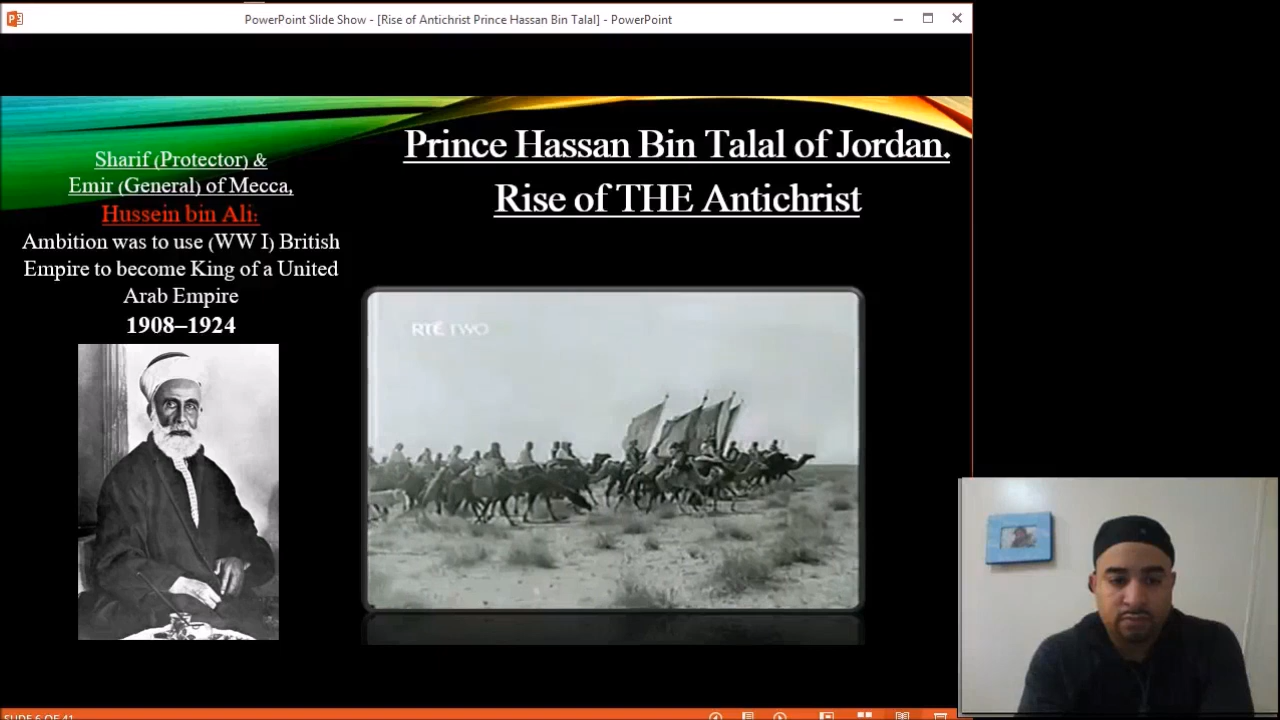 PowerPoint Slide Show - [Rise of Antichrist Prince Hassan Bin Talal] - PowerPoint
Sharif (Protector) &
Emir (General) of Mecca,
Hussein bin Ali:
Ambition was to use (WW I) British
Empire to become King of a United
Arab Empire
1908–1924
Prince Hassan Bin Talal of Jordan.
Rise of THE Antichrist
RTÉ TWO
SLIDE 6 OF 41